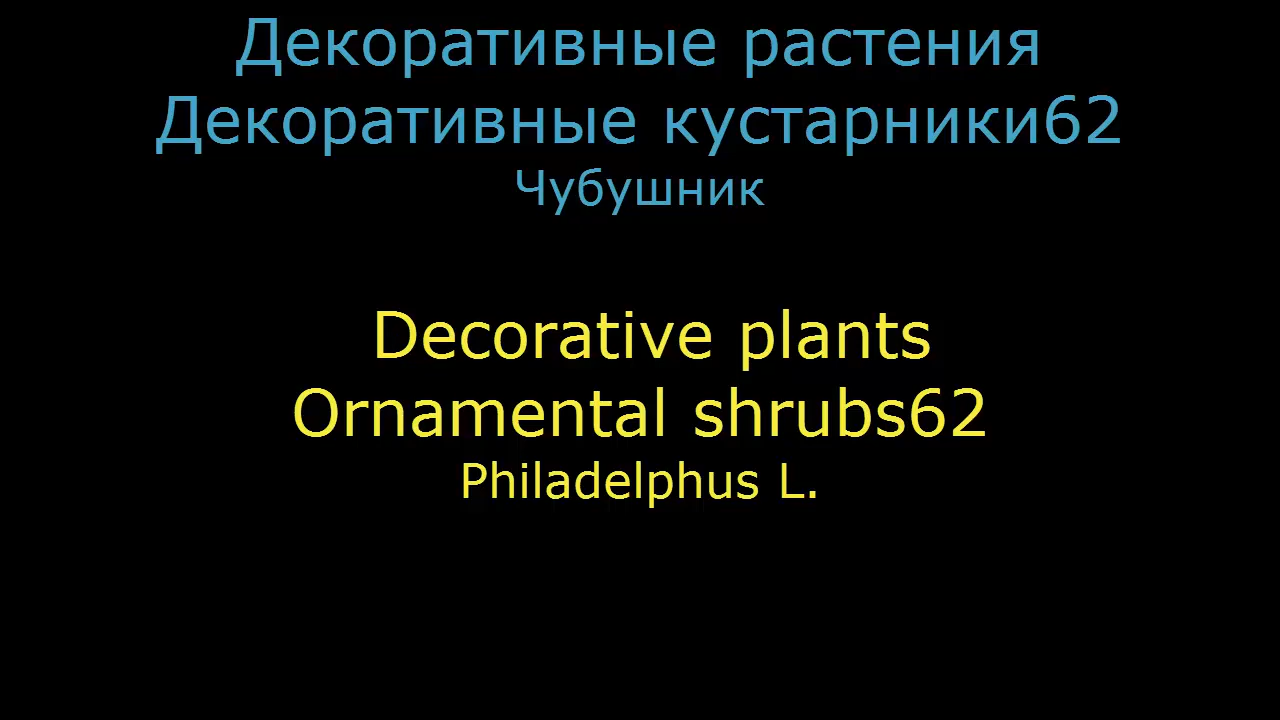 Декоративные растения
Декоративные кустарники62
Чубушник
Decorative plants
Ornamental shrubs62
Philadelphus L.